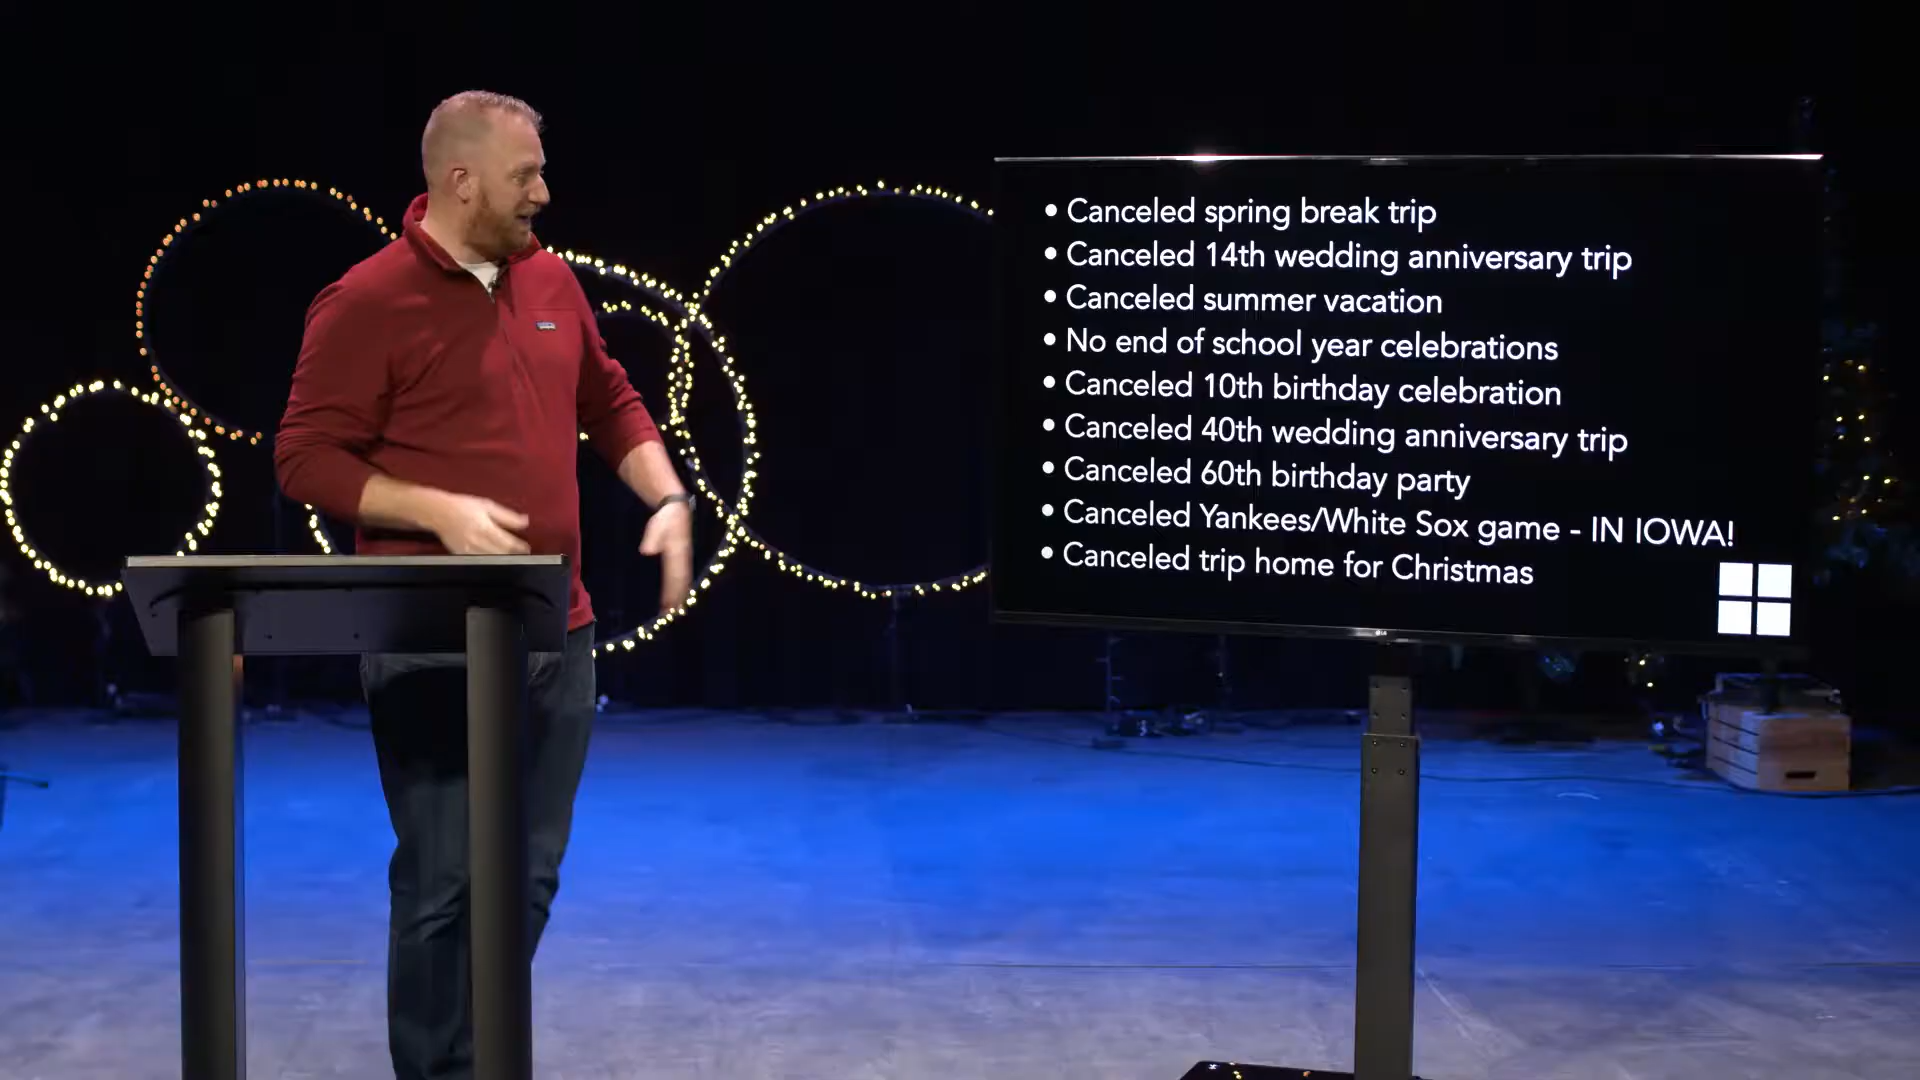 • Canceled spring break trip
• Canceled 14th wedding anniversary trip
• Canceled summer vacation
• No end of school year celebrations
• Canceled 10th birthday celebration
• Canceled 40th wedding anniversary trip
• Canceled 60th birthday party
• Canceled Yankees/White Sox game - IN IOWA!
• Canceled trip home for Christmas